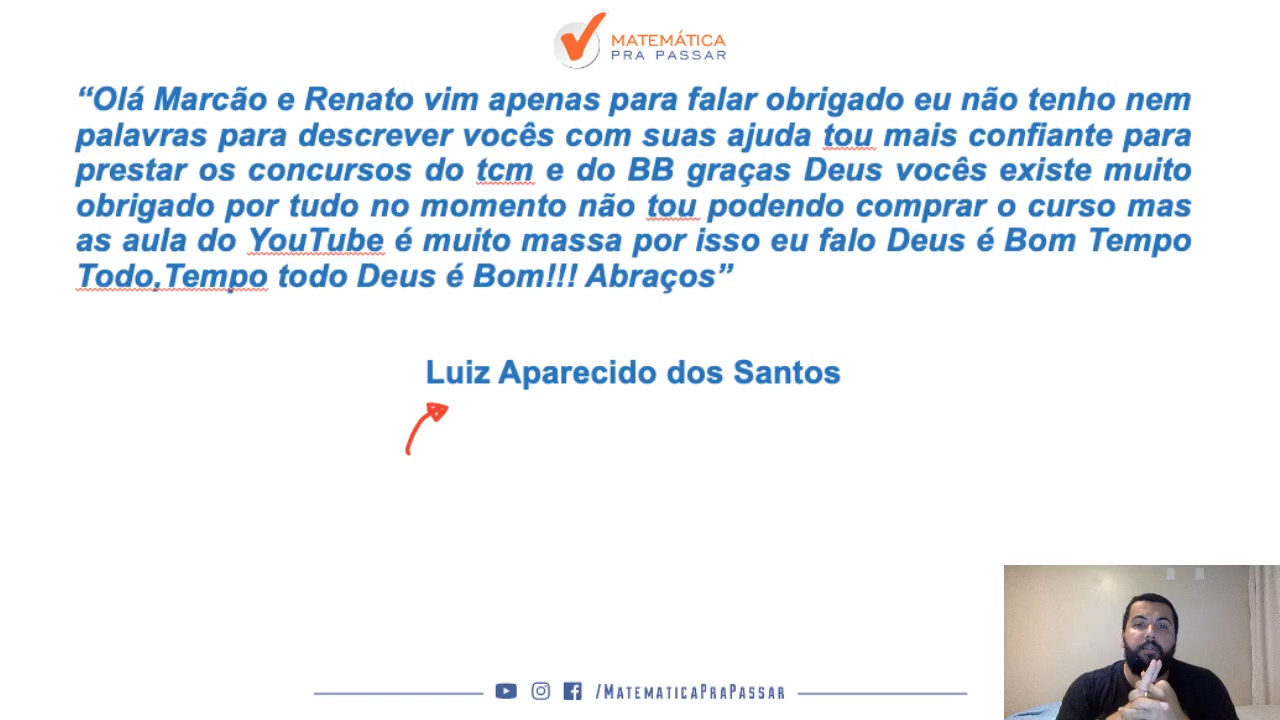 MATEMÁTICA
PRA PASSAR
“Olá Marcão e Renato vim apenas para falar obrigado eu não tenho nem
palavras para descrever vocês com suas ajuda tou mais confiante para
prestar os concursos do tcm e do BB graças Deus vocês existe muito
obrigado por tudo no momento não tou podendo comprar o curso mas
as aula do YouTube é muito massa por isso eu falo Deus é Bom Tempo
Todo,Tempo todo Deus é Bom!!! Abraços”
Luiz Aparecido dos Santos
/MATEMATICAPRAPASSAR